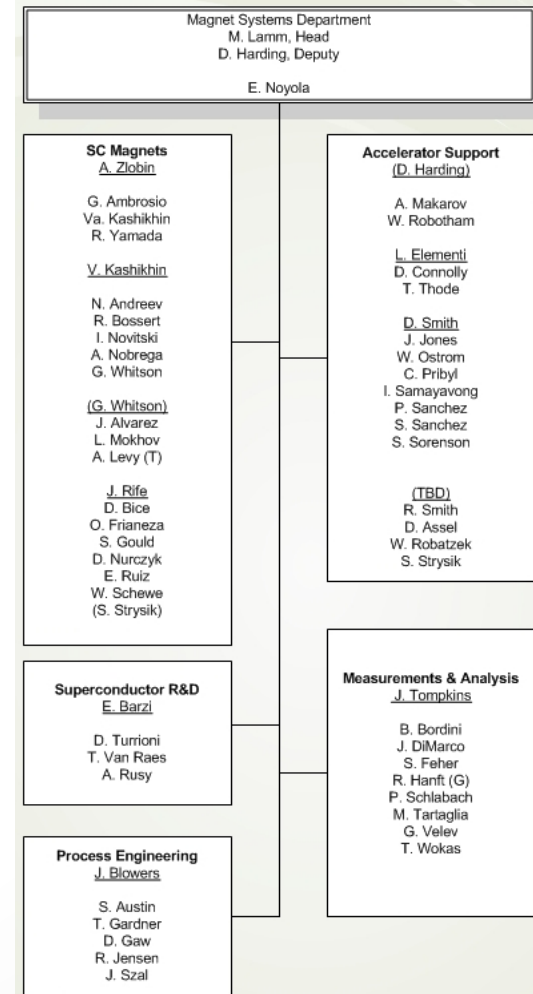 Magnet Systems Department
M. Lamm, Head
D. Harding, Deputy
E. Noyola
SC Magnets
A. Zlobin
G. Ambrosio
Va. Kashikhin
R. Yamada
V. Kashikhin
N. Andreev
R. Bossert
I. Novitski
A. Nobrega
G. Whitson
(G. Whitson)
J. Alvarez
L. Mokhov
A. Levy (T)
J. Rife
D. Bice
O. Frianeza
S. Gould
D. Nurczyk
E. Ruiz
W. Schewe
(S. Strysik)
Superconductor R&D
E. Barzi
D. Turrioni
T. Van Raes
A. Rusy
Process Engineering
J. Blowers
S. Austin
T. Gardner
D. Gaw
R. Jensen
J. Szal
Accelerator Support
(D. Harding)
A. Makarov
W. Robotham
L. Elementi
D. Connolly
T. Thode
D. Smith
J. Jones
W. Ostrom
C. Pribyl
I. Samayavong
P. Sanchez
S. Sanchez
S. Sorenson
(TBD)
R. Smith
D. Assel
W. Robatzek
S. Strysik
Measurements & Analysis
J. Tompkins
B. Bordini
J. DiMarco
S. Feher
R. Hanft (G)
P. Schlabach
M. Tartaglia
G. Velev
T. Wokas